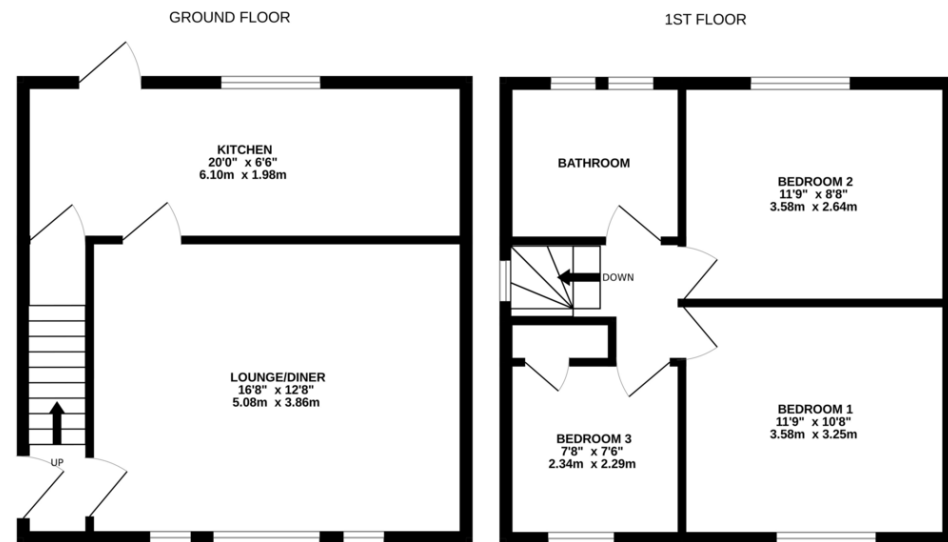 GROUND FLOOR
KITCHEN
20'0" x 6'6"
6.10m x 1.98m
LOUNGE/DINER
16'8" x 12'8"
5.08m x 3.86m
UP
1ST FLOOR
BATHROOM
BEDROOM 2
11'9" x 8'8"
3.58m x 2.64m
DOWN
BEDROOM 1
11'9" x 10'8"
3.58m x 3.25m
BEDROOM 3
7'8" x 7'6"
2.34m x 2.29m